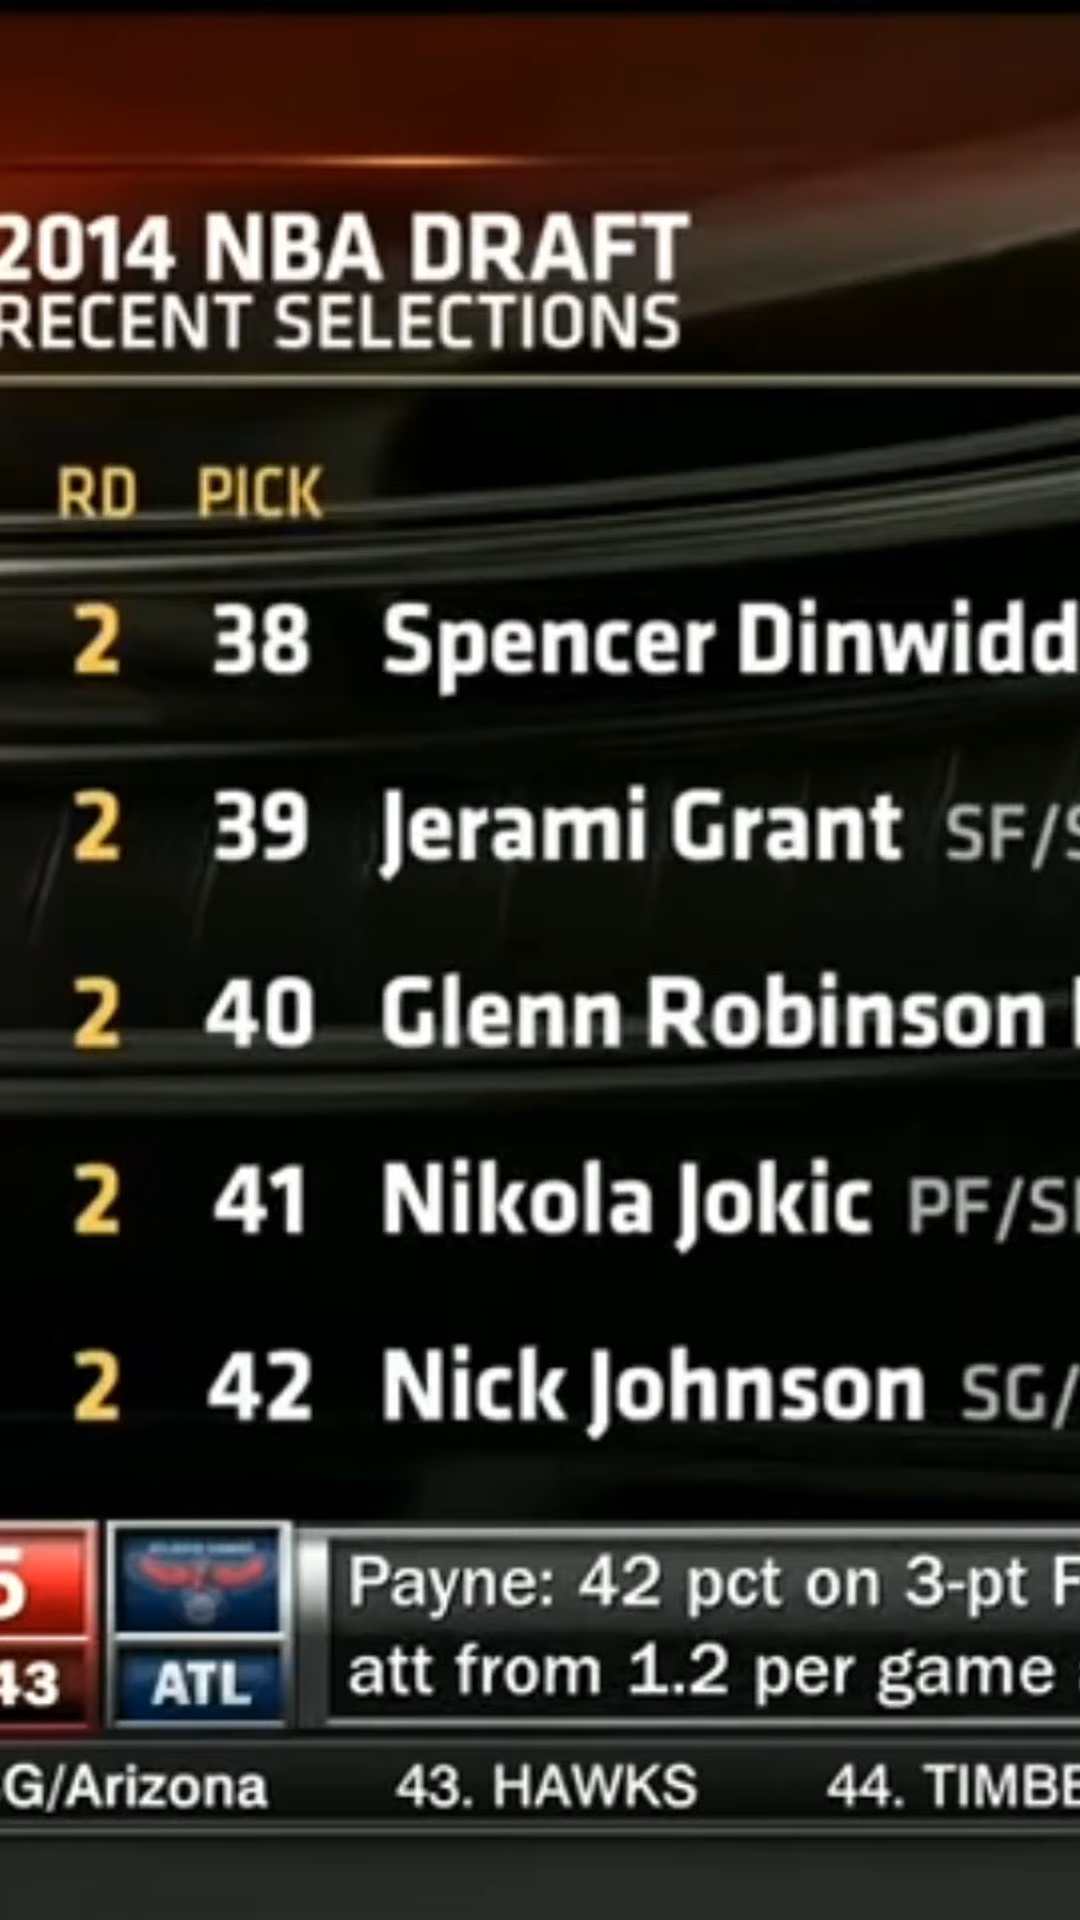 2014 NBA DRAFT
RECENT SELECTIONS
RD PICK
2 38 Spencer Dinwidd
2 39 Jerami Grant SF/S
2 40 Glenn Robinson
2 41 Nikola Jokic PF/S
2 42 Nick Johnson SG/
5
43
ATL
Payne: 42 pct on 3-pt F
att from 1.2 per game
G/Arizona 43. HAWKS 44. TIMBE